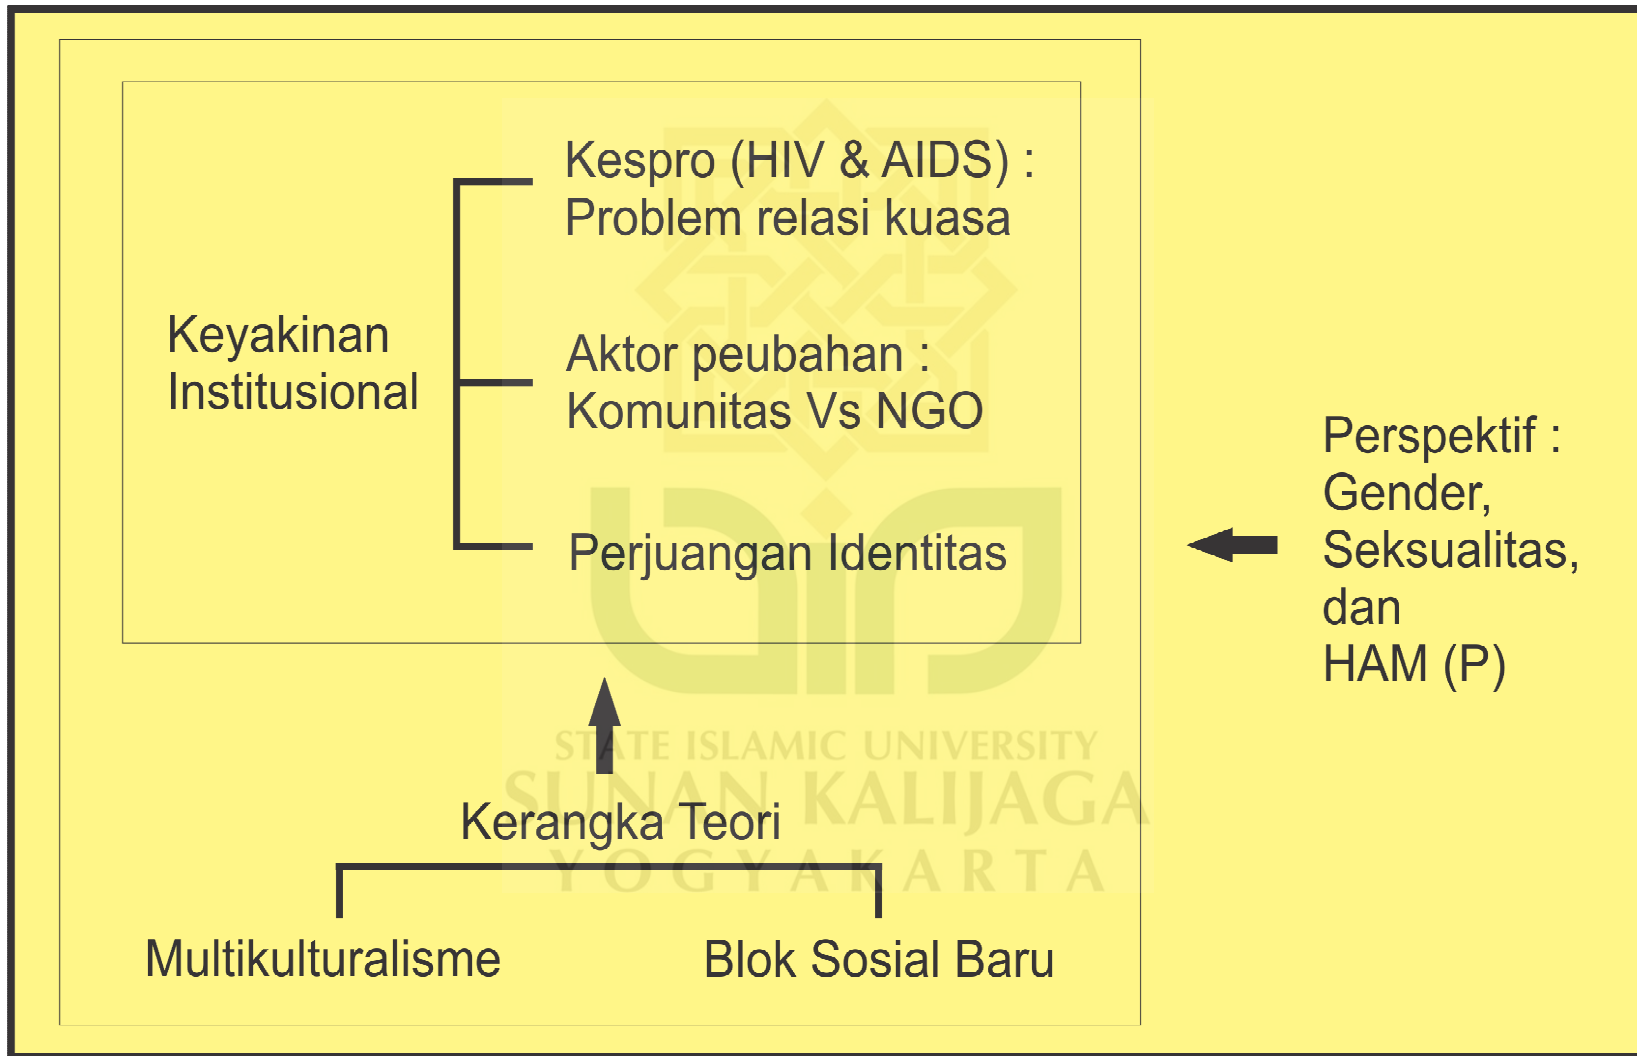 Kespro (HIV & AIDS) :
Problem relasi kuasa
Keyakinan
Institusional
Aktor peubahan :
Komunitas Vs NGO
Perjuangan Identitas
Perspektif :
Gender,
Seksualitas,
dan
HAM (P)
STATE ISLAMIC UNIVERSITY
SUNAN KALIJAGA
YOGYAKARTA
Kerangka Teori
Multikulturalisme
Blok Sosial Baru